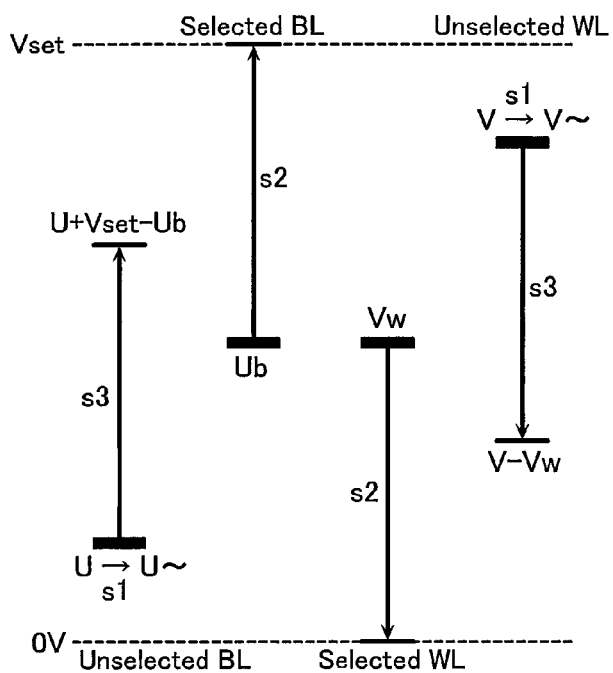 Selected BL Unselected WL
Vset
s1
V → V~
s2
U+Vset-Ub
s3
Vw
Ub
s3
V-Vw
s2
U → U~
s1
0V
Unselected BL Selected WL